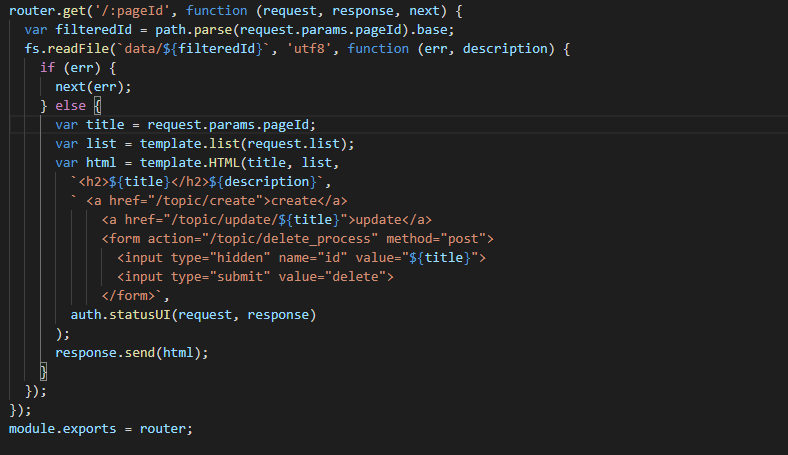 router.get('/:pageId', function (request, response, next) {
  var filteredId = path.parse(request.params.pageId).base;
  fs.readFile(`data/${filteredId}`, 'utf8', function (err, description) {
    if (err) {
      next(err);
    } else {
      var title = request.params.pageId;
      var list = template.list(request.list);
      var html = template.HTML(title, list,
        `<h2>${title}</h2>${description}`,
        ` <a href="/topic/create">create</a>
            <a href="/topic/update/${title}">update</a>
            <form action="/topic/delete_process" method="post">
              <input type="hidden" name="id" value="${title}">
              <input type="submit" value="delete">
            </form>`,
        auth.statusUI(request, response)
      );
      response.send(html);
    }
  });
});
module.exports = router;